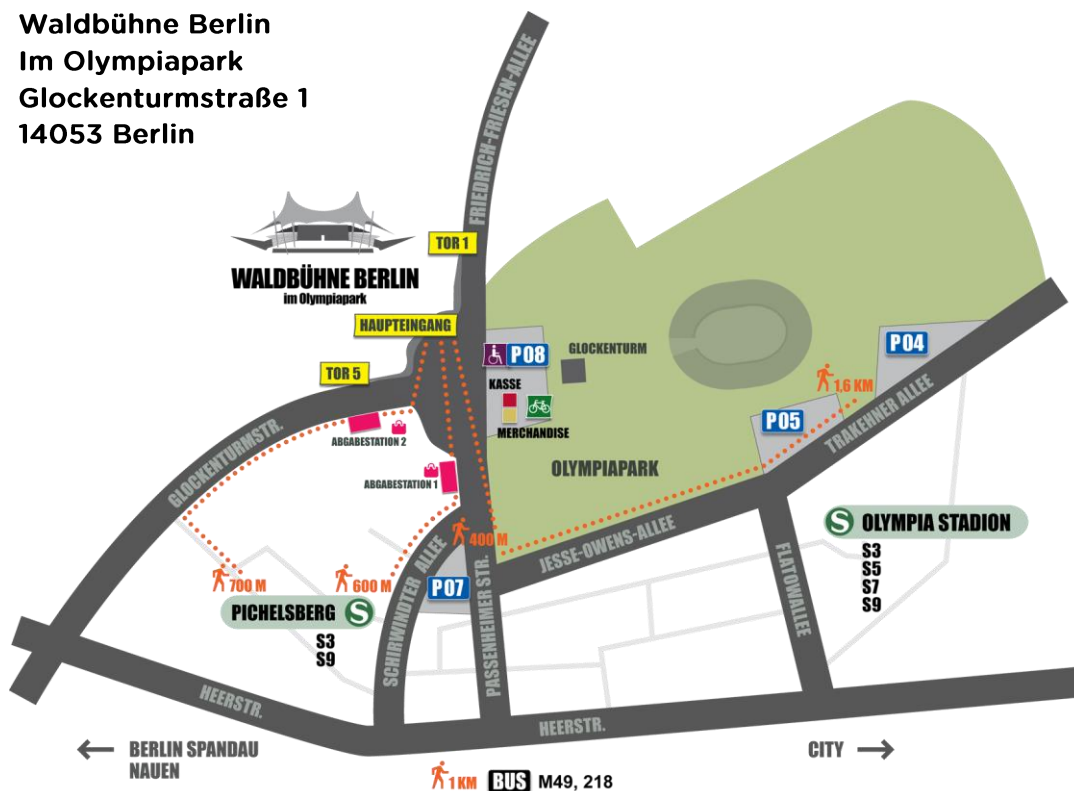 Waldbühne Berlin
Im Olympiapark
Glockenturmstraße 1
14053 Berlin
FRIEDRICH-FRIESEN-ALLEE
TOR 1
WALDBÜHNE BERLIN
im Olympiapark
HAUPTEINGANG
TOR 5
P08
GLOCKENTURM
KASSE
MERCHANDISE
P04
1,6 KM
P05
TRAKEHNER ALLEE
OLYMPIAPARK
ABGABESTATION 2
ABGABESTATION 1
GLOCKENTURMSTR.
400 M
JESSE-OWENS-ALLEE
S OLYMPIA STADION
S3
S5
S7
S9
FLATOWALLEE
700 M
600 M
P07
PICHELSBERG S
S3
S9
SCHIRWINDTER ALLEE
PASSENHEIMER STR.
HEERSTR.
HEERSTR.
← BERLIN SPANDAU
NAUEN
CITY →
1 KM BUS M49, 218